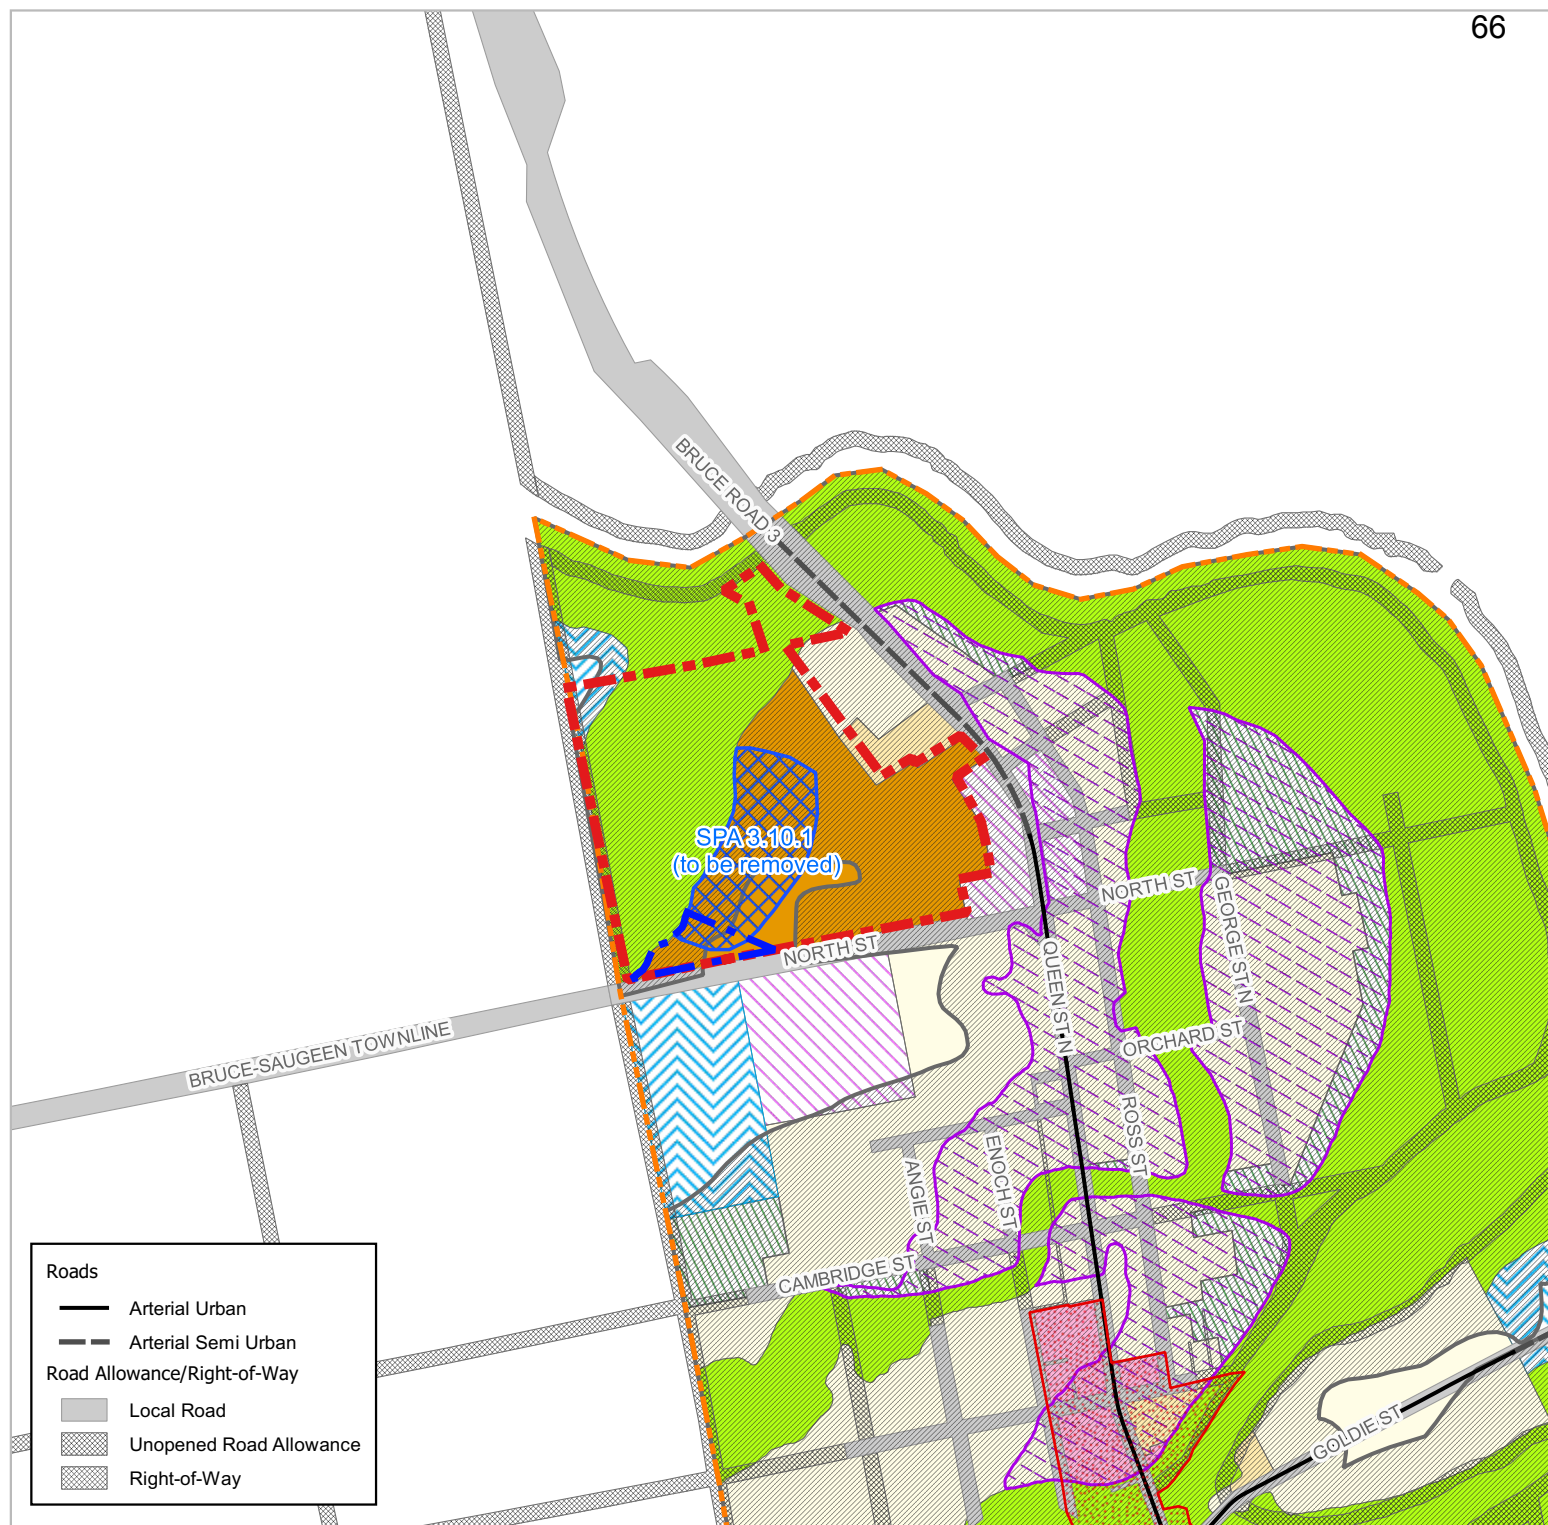 66
BRUCE ROAD 3
SPA 3.10.1
(to be removed)
NORTH ST
GEORGE ST N
NORTH ST
QUEEN ST N
BRUCE-SAUGEEN TOWNLINE
ORCHARD ST
ROSS ST
ENOCH ST
ANGIE ST
CAMBRIDGE ST
GOLDIE ST
Roads
Arterial Urban
Arterial Semi Urban
Road Allowance/Right-of-Way
Local Road
Unopened Road Allowance
Right-of-Way